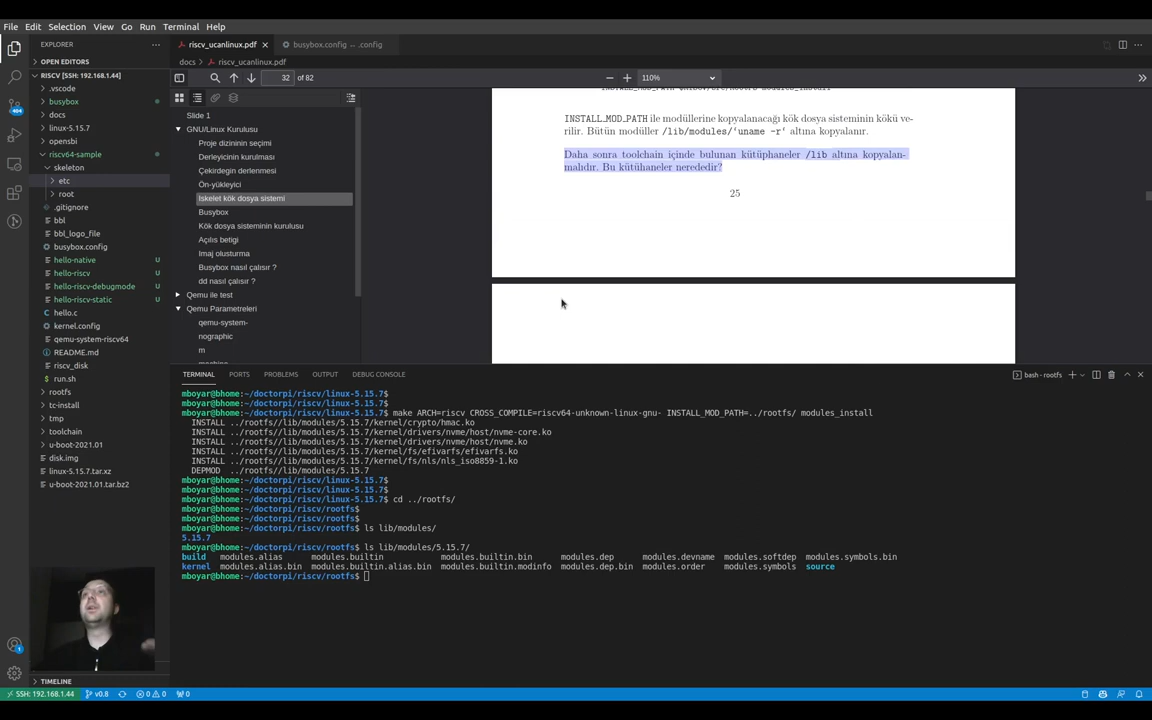 File Edit Selection View Go Run Terminal Help
EXPLORER
riscv_ucanlinux.pdf
busybox.config ↔ .config
OPEN EDITORS
docs › riscv_ucanlinux.pdf
RISCV [SSH: 192.168.1.44]
32 of 82
110%
.vscode
busybox
docs
linux-5.15.7
opensbi
riscv64-sample
skeleton
etc
root
.gitignore
bbl
bbl_logo_file
busybox.config
hello-native U
hello-riscv U
hello-riscv-debugmode U
hello-riscv-static U
hello.c
kernel.config
qemu-system-riscv64
README.md
riscv_disk
run.sh
rootfs
tc-install
tmp
toolchain
u-boot-2021.01
disk.img
linux-5.15.7.tar.xz
u-boot-2021.01.tar.bz2
TIMELINE
Slide 1
GNU/Linux Kurulusu
Proje dizininin seçimi
Derleyicinin kurulması
Çekirdegin derlenmesi
Ön-yükleyici
Iskelet kök dosya sistemi
Busybox
Kök dosya sisteminin kurulusu
Açılıs betigi
Imaj olusturma
Busybox nasıl çalısır ?
dd nasıl çalısır ?
Qemu ile test
Qemu Parametreleri
qemu-system-
nographic
m
INSTALL_MOD_PATH ile modüllerine kopyalanacağı kök dosya sisteminin kökü ve-
rilir. Bütün modüller /lib/modules/‘uname -r‘ altına kopyalanır.
Daha sonra toolchain içinde bulunan kütüphaneler /lib altına kopyalan-
malıdır. Bu kütühaneler nerededir?
25
TERMINAL PORTS PROBLEMS OUTPUT DEBUG CONSOLE
bash - rootfs
mboyar@bhome:~/doctorpi/riscv/linux-5.15.7$
mboyar@bhome:~/doctorpi/riscv/linux-5.15.7$
mboyar@bhome:~/doctorpi/riscv/linux-5.15.7$ make ARCH=riscv CROSS_COMPILE=riscv64-unknown-linux-gnu- INSTALL_MOD_PATH=../rootfs/ modules_install
INSTALL ../rootfs//lib/modules/5.15.7/kernel/crypto/hmac.ko
INSTALL ../rootfs//lib/modules/5.15.7/kernel/drivers/nvme/host/nvme-core.ko
INSTALL ../rootfs//lib/modules/5.15.7/kernel/drivers/nvme/host/nvme.ko
INSTALL ../rootfs//lib/modules/5.15.7/kernel/fs/efivarfs/efivarfs.ko
INSTALL ../rootfs//lib/modules/5.15.7/kernel/fs/nls/nls_iso8859-1.ko
DEPMOD ../rootfs//lib/modules/5.15.7
mboyar@bhome:~/doctorpi/riscv/linux-5.15.7$
mboyar@bhome:~/doctorpi/riscv/linux-5.15.7$
mboyar@bhome:~/doctorpi/riscv/linux-5.15.7$ cd ../rootfs/
mboyar@bhome:~/doctorpi/riscv/rootfs$
mboyar@bhome:~/doctorpi/riscv/rootfs$
mboyar@bhome:~/doctorpi/riscv/rootfs$ ls lib/modules/
5.15.7
mboyar@bhome:~/doctorpi/riscv/rootfs$ ls lib/modules/5.15.7/
build modules.alias modules.builtin modules.builtin.bin modules.dep modules.devname modules.softdep modules.symbols.bin
kernel modules.alias.bin modules.builtin.alias.bin modules.builtin.modinfo modules.dep.bin modules.order modules.symbols source
mboyar@bhome:~/doctorpi/riscv/rootfs$
SSH: 192.168.1.44 v0.8 0 0 0